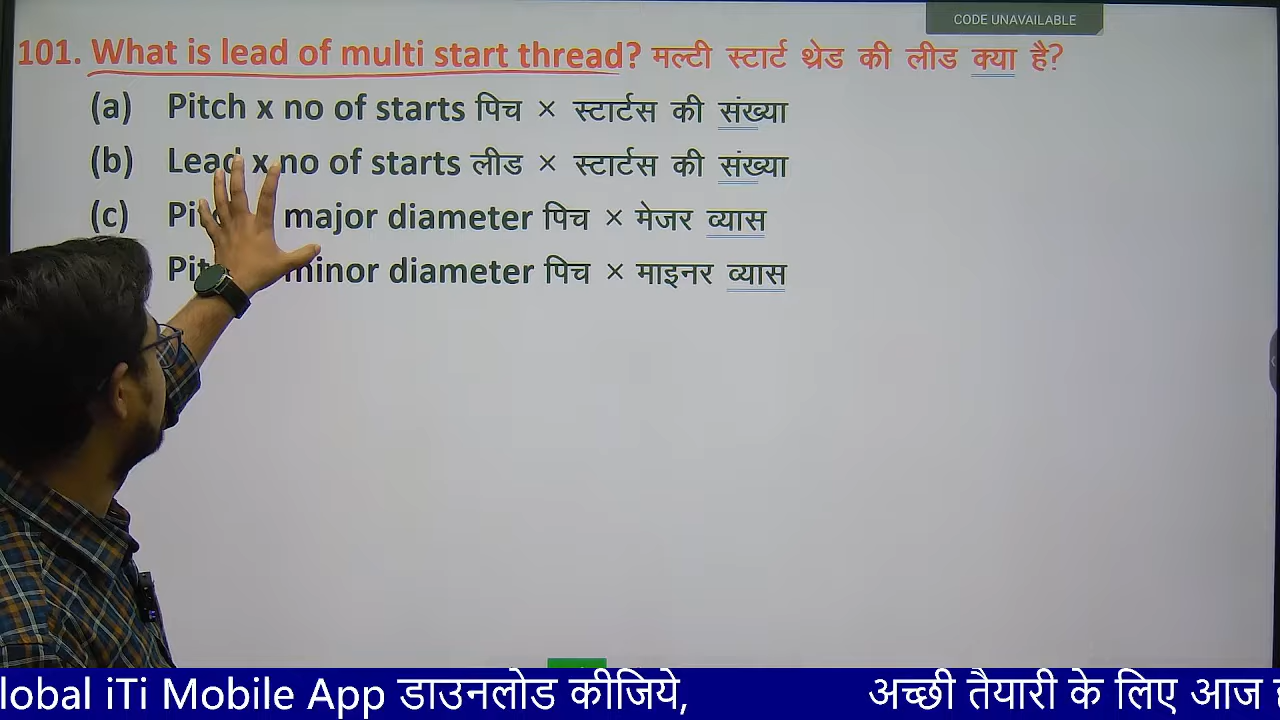 CODE UNAVAILABLE
101. What is lead of multi start thread? मल्टी स्टार्ट थ्रेड की लीड क्या है?
(a) Pitch x no of starts पिच × स्टार्टस की संख्या
(b) Lead x no of starts लीड × स्टार्टस की संख्या
(c) major diameter पिच × मेजर व्यास
minor diameter पिच × माइनर व्यास
lobal iTi Mobile App डाउनलोड कीजिये, अच्छी तैयारी के लिए आज